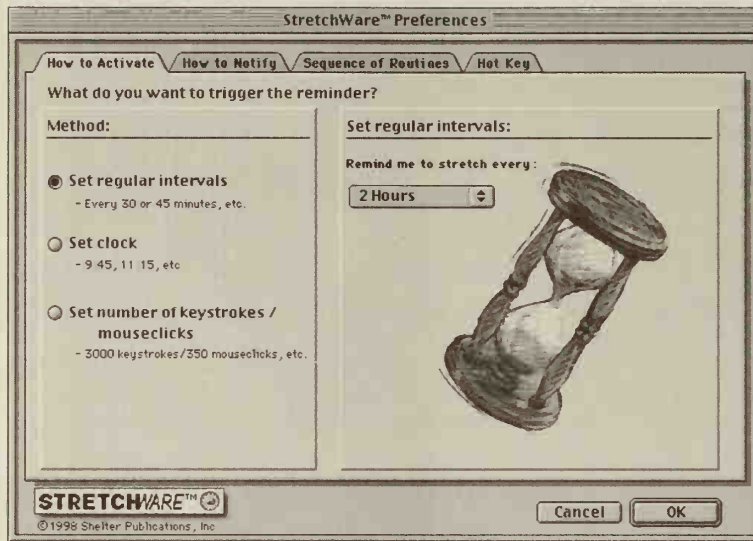 StretchWare™ Preferences
How to Activate
How to Notify
Sequence of Routines
Hot Key
What do you want to trigger the reminder?
Method:
Set regular intervals
- Every 30 or 45 minutes, etc.
Set clock
- 9 45, 11 15, etc
Set number of keystrokes /
mouseclicks
- 3000 keystrokes/350 mouseclicks, etc.
Set regular intervals:
Remind me to stretch every:
2 Hours
STRETCHWARE™
©1998 Shelter Publications, Inc
Cancel
OK